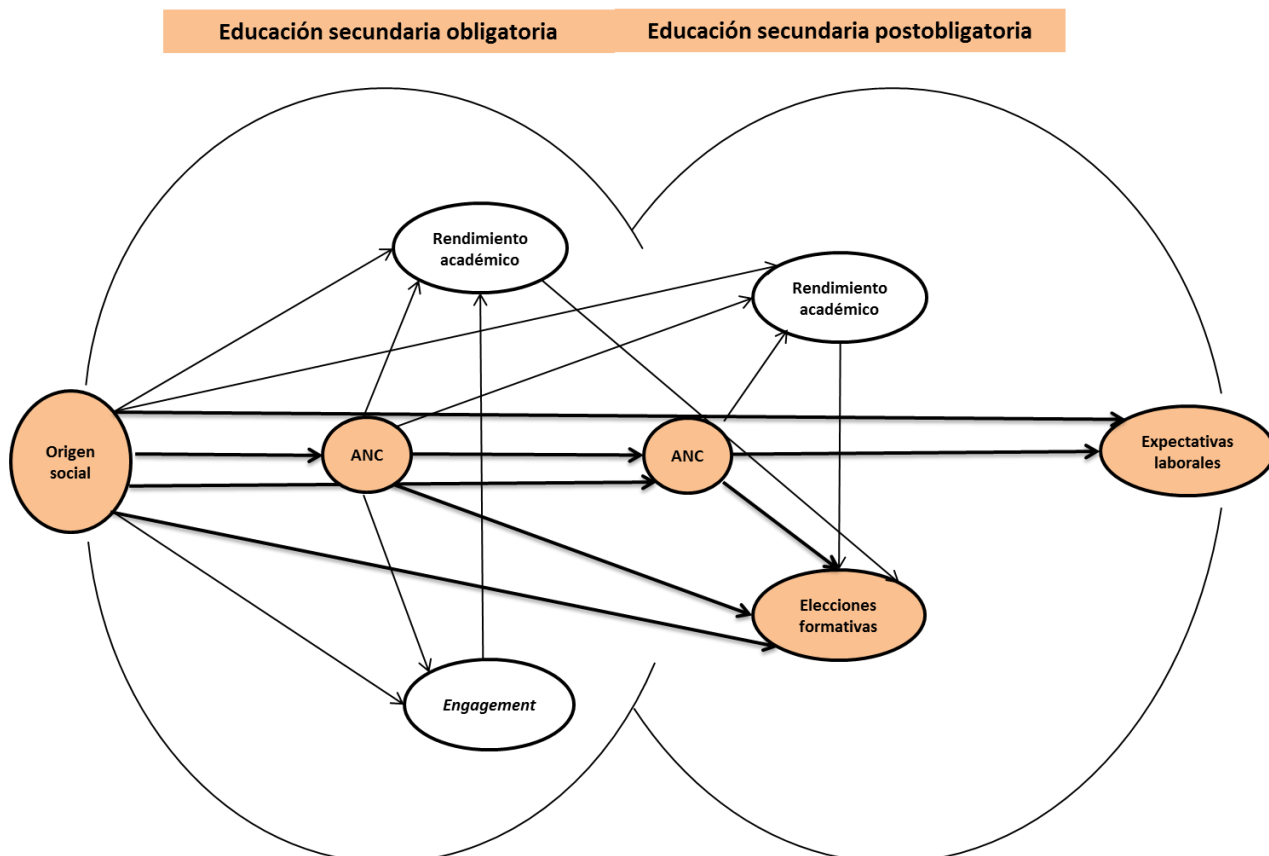 Educación secundaria obligatoria
Educación secundaria postobligatoria
Rendimiento
académico
Rendimiento
académico
Origen
social
ANC
ANC
Expectativas
laborales
Elecciones
formativas
Engagement